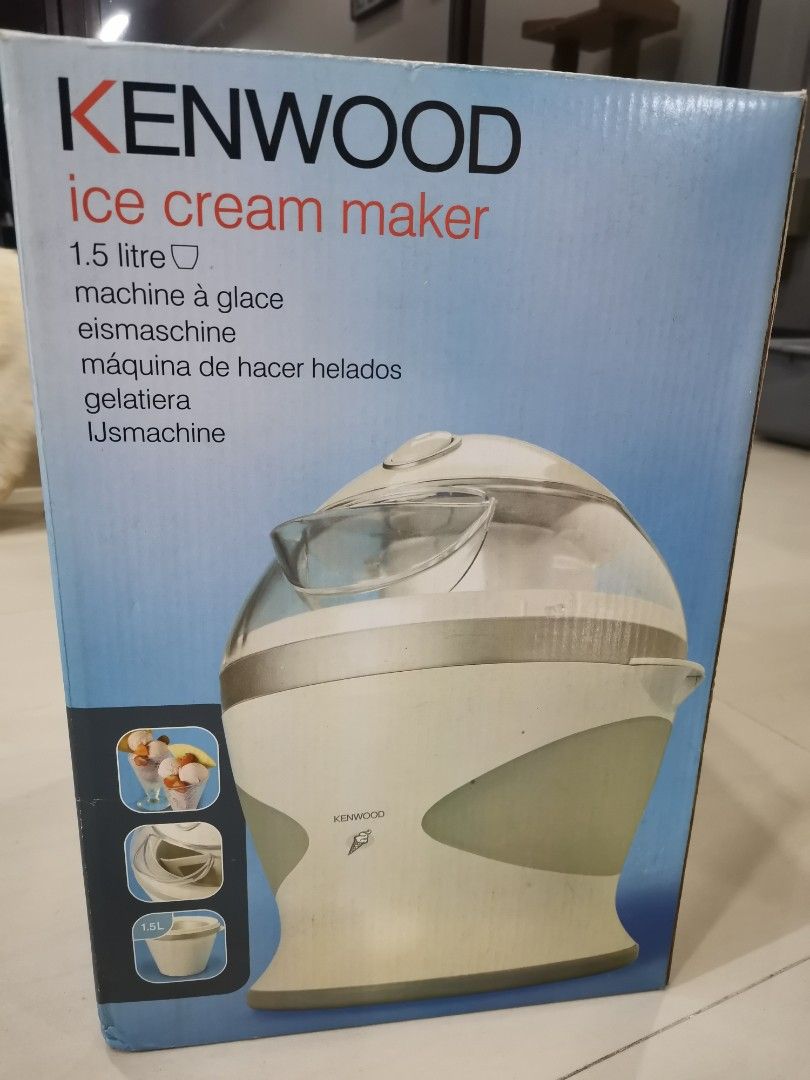 KENWOOD
ice cream maker
1.5 litre
machine à glace
eismaschine
máquina de hacer helados
gelatiera
IJsmachine
KENWOOD
1.5L